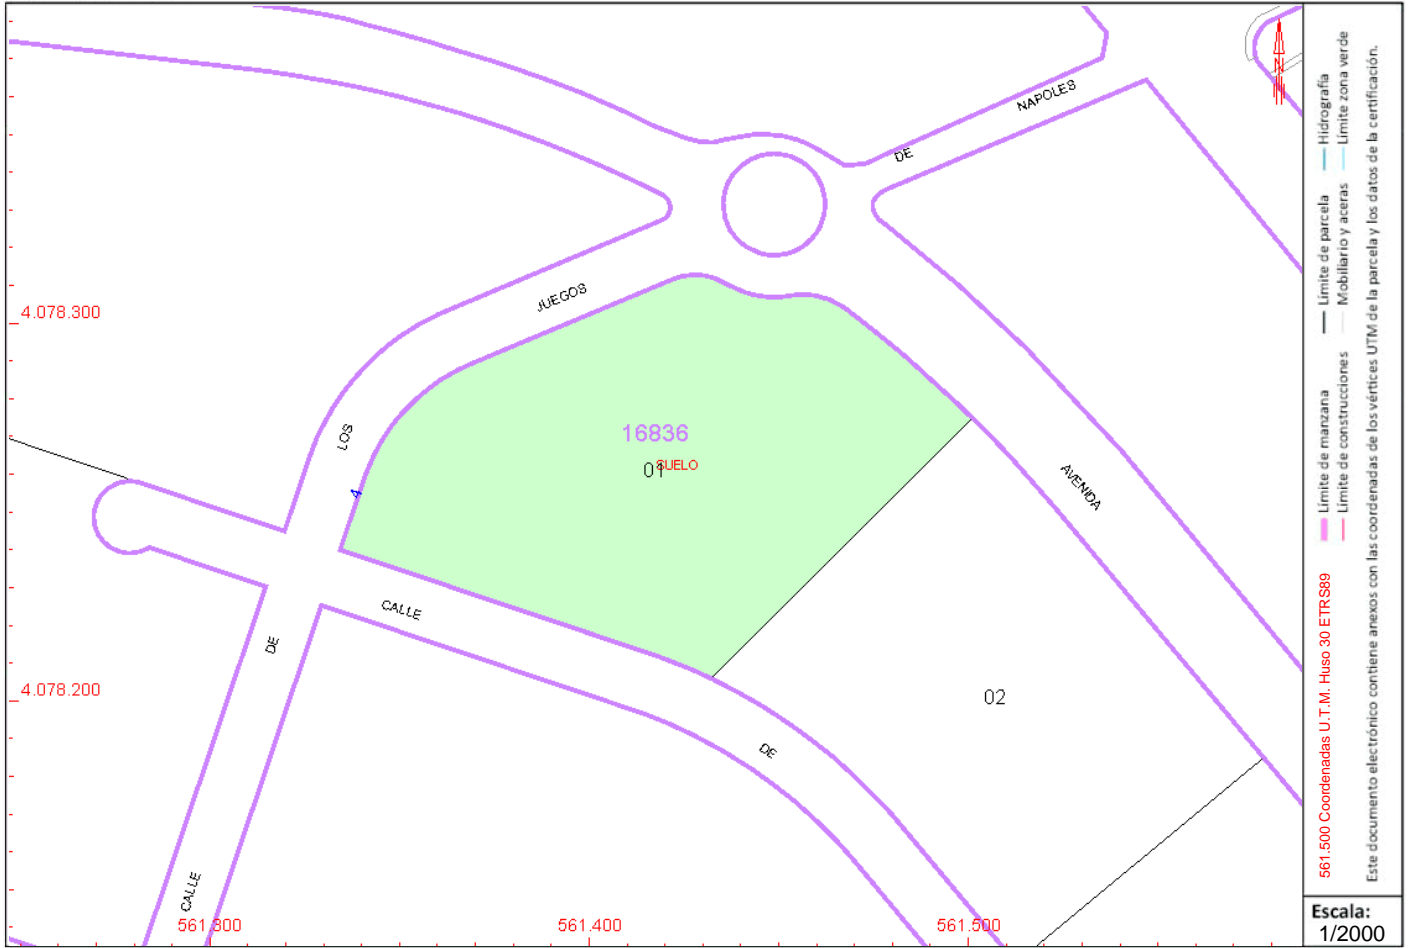 NAPOLES
DE
N
4.078.300
JUEGOS
LOS
16836
01
SUELO
4
AVENIDA
CALLE
DE
4.078.200
02
DE
CALLE
561.300
561.400
561.500
Hidrografía
Límite zona verde
Límite de parcela
Mobiliario y aceras
Límite de manzana
Límite de construcciones
561.500 Coordenadas U.T.M. Huso 30 ETRS89
Este documento electrónico contiene anexos con las coordenadas de los vértices UTM de la parcela y los datos de la certificación.
Escala:
1/2000